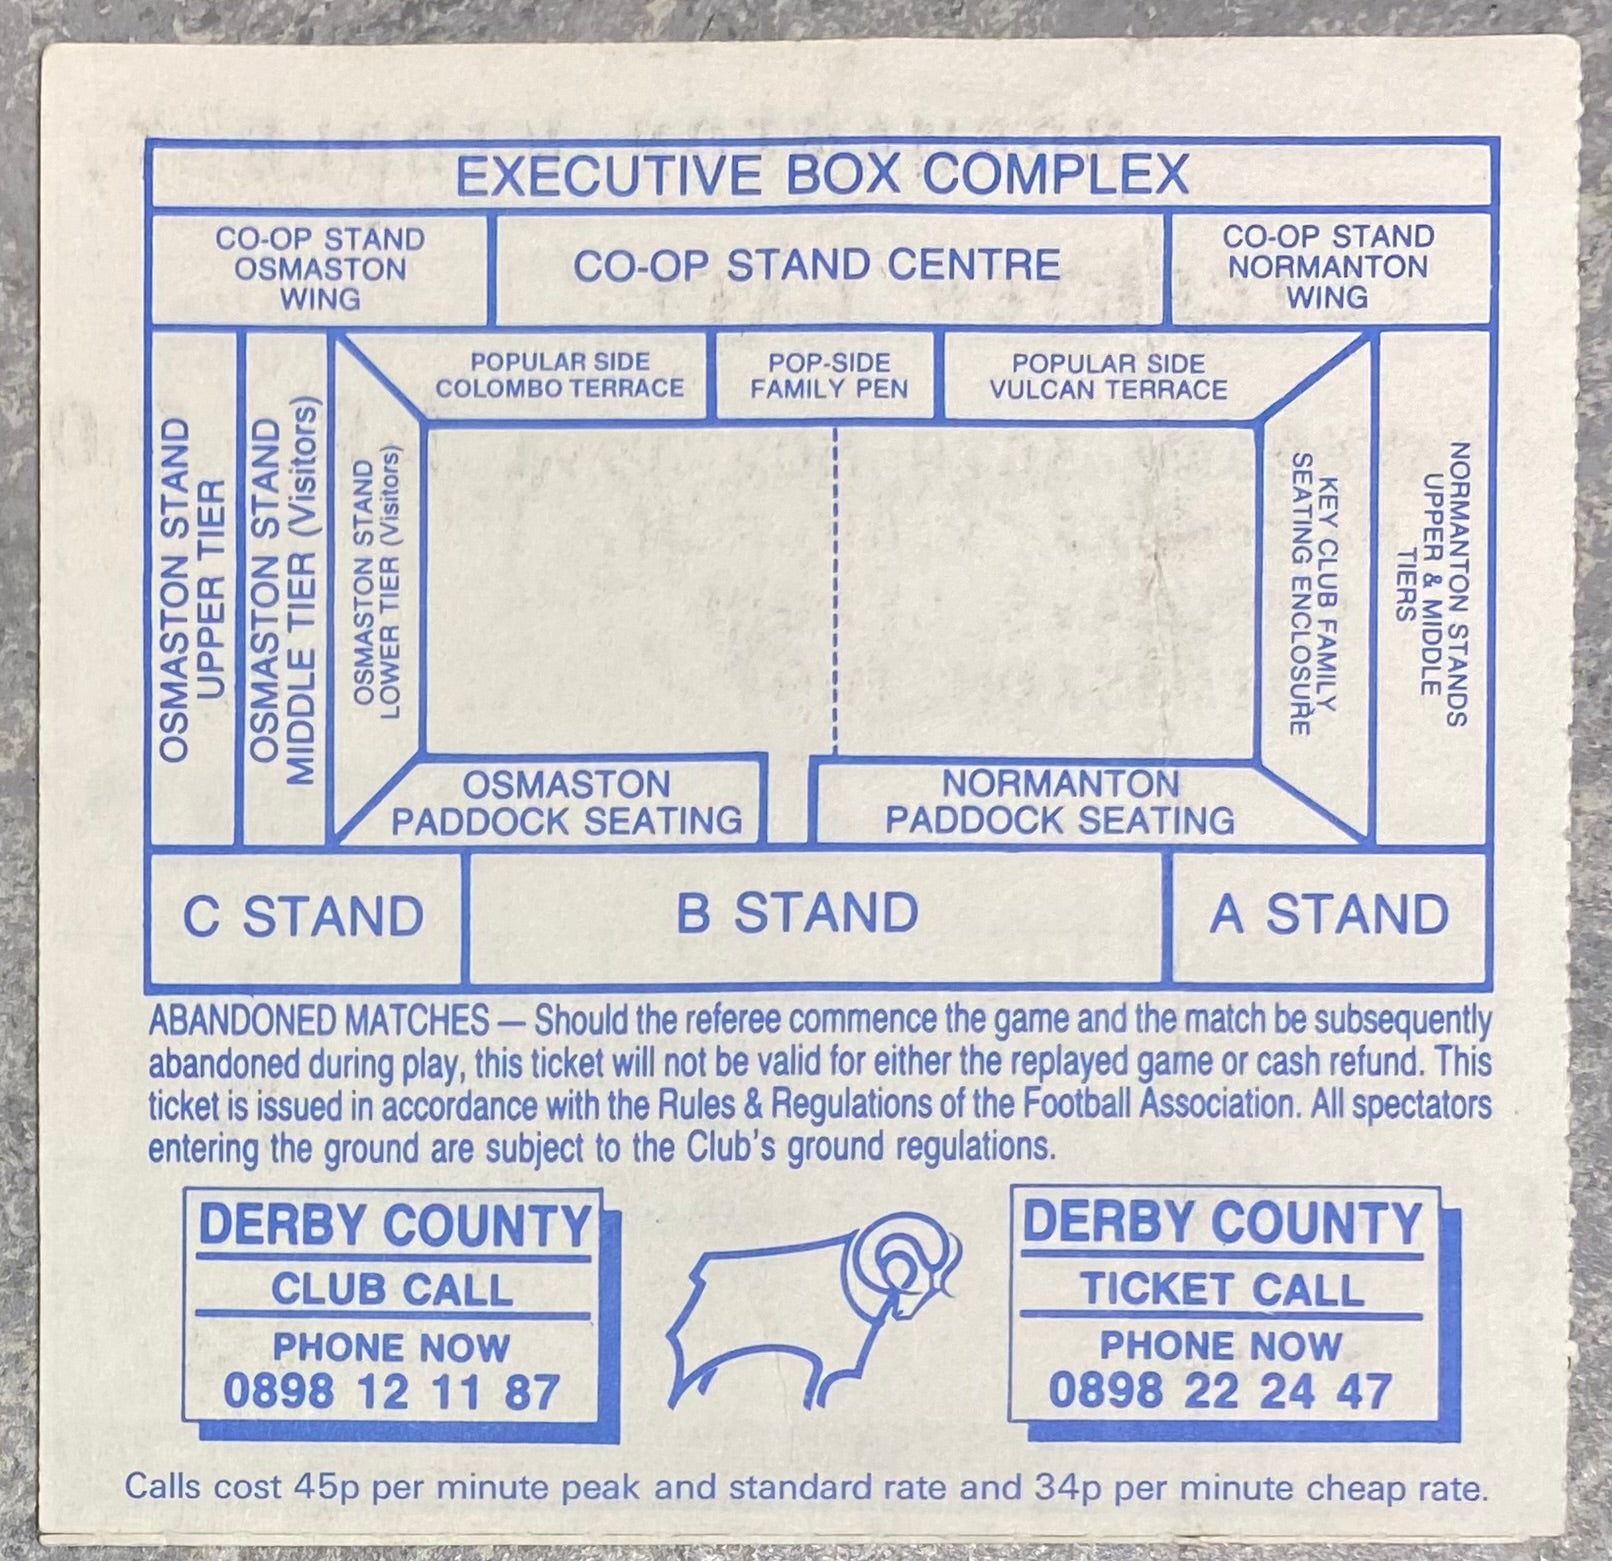 EXECUTIVE BOX COMPLEX
CO-OP STAND
OSMASTON
WING
CO-OP STAND CENTRE
CO-OP STAND
NORMANTON
WING
OSMASTON STAND
UPPER TIER
OSMASTON STAND
MIDDLE TIER (Visitors)
OSMASTON STAND
LOWER TIER (Visitors)
POPULAR SIDE
COLOMBO TERRACE
POP-SIDE
FAMILY PEN
POPULAR SIDE
VULCAN TERRACE
KEY CLUB FAMILY
SEATING ENCLOSURE
NORMANTON STANDS
UPPER & MIDDLE
TIERS
OSMASTON
PADDOCK SEATING
NORMANTON
PADDOCK SEATING
C STAND
B STAND
A STAND
ABANDONED MATCHES — Should the referee commence the game and the match be subsequently
abandoned during play, this ticket will not be valid for either the replayed game or cash refund. This
ticket is issued in accordance with the Rules & Regulations of the Football Association. All spectators
entering the ground are subject to the Club's ground regulations.
DERBY COUNTY
CLUB CALL
PHONE NOW
0898 12 11 87
DERBY COUNTY
TICKET CALL
PHONE NOW
0898 22 24 47
Calls cost 45p per minute peak and standard rate and 34p per minute cheap rate.